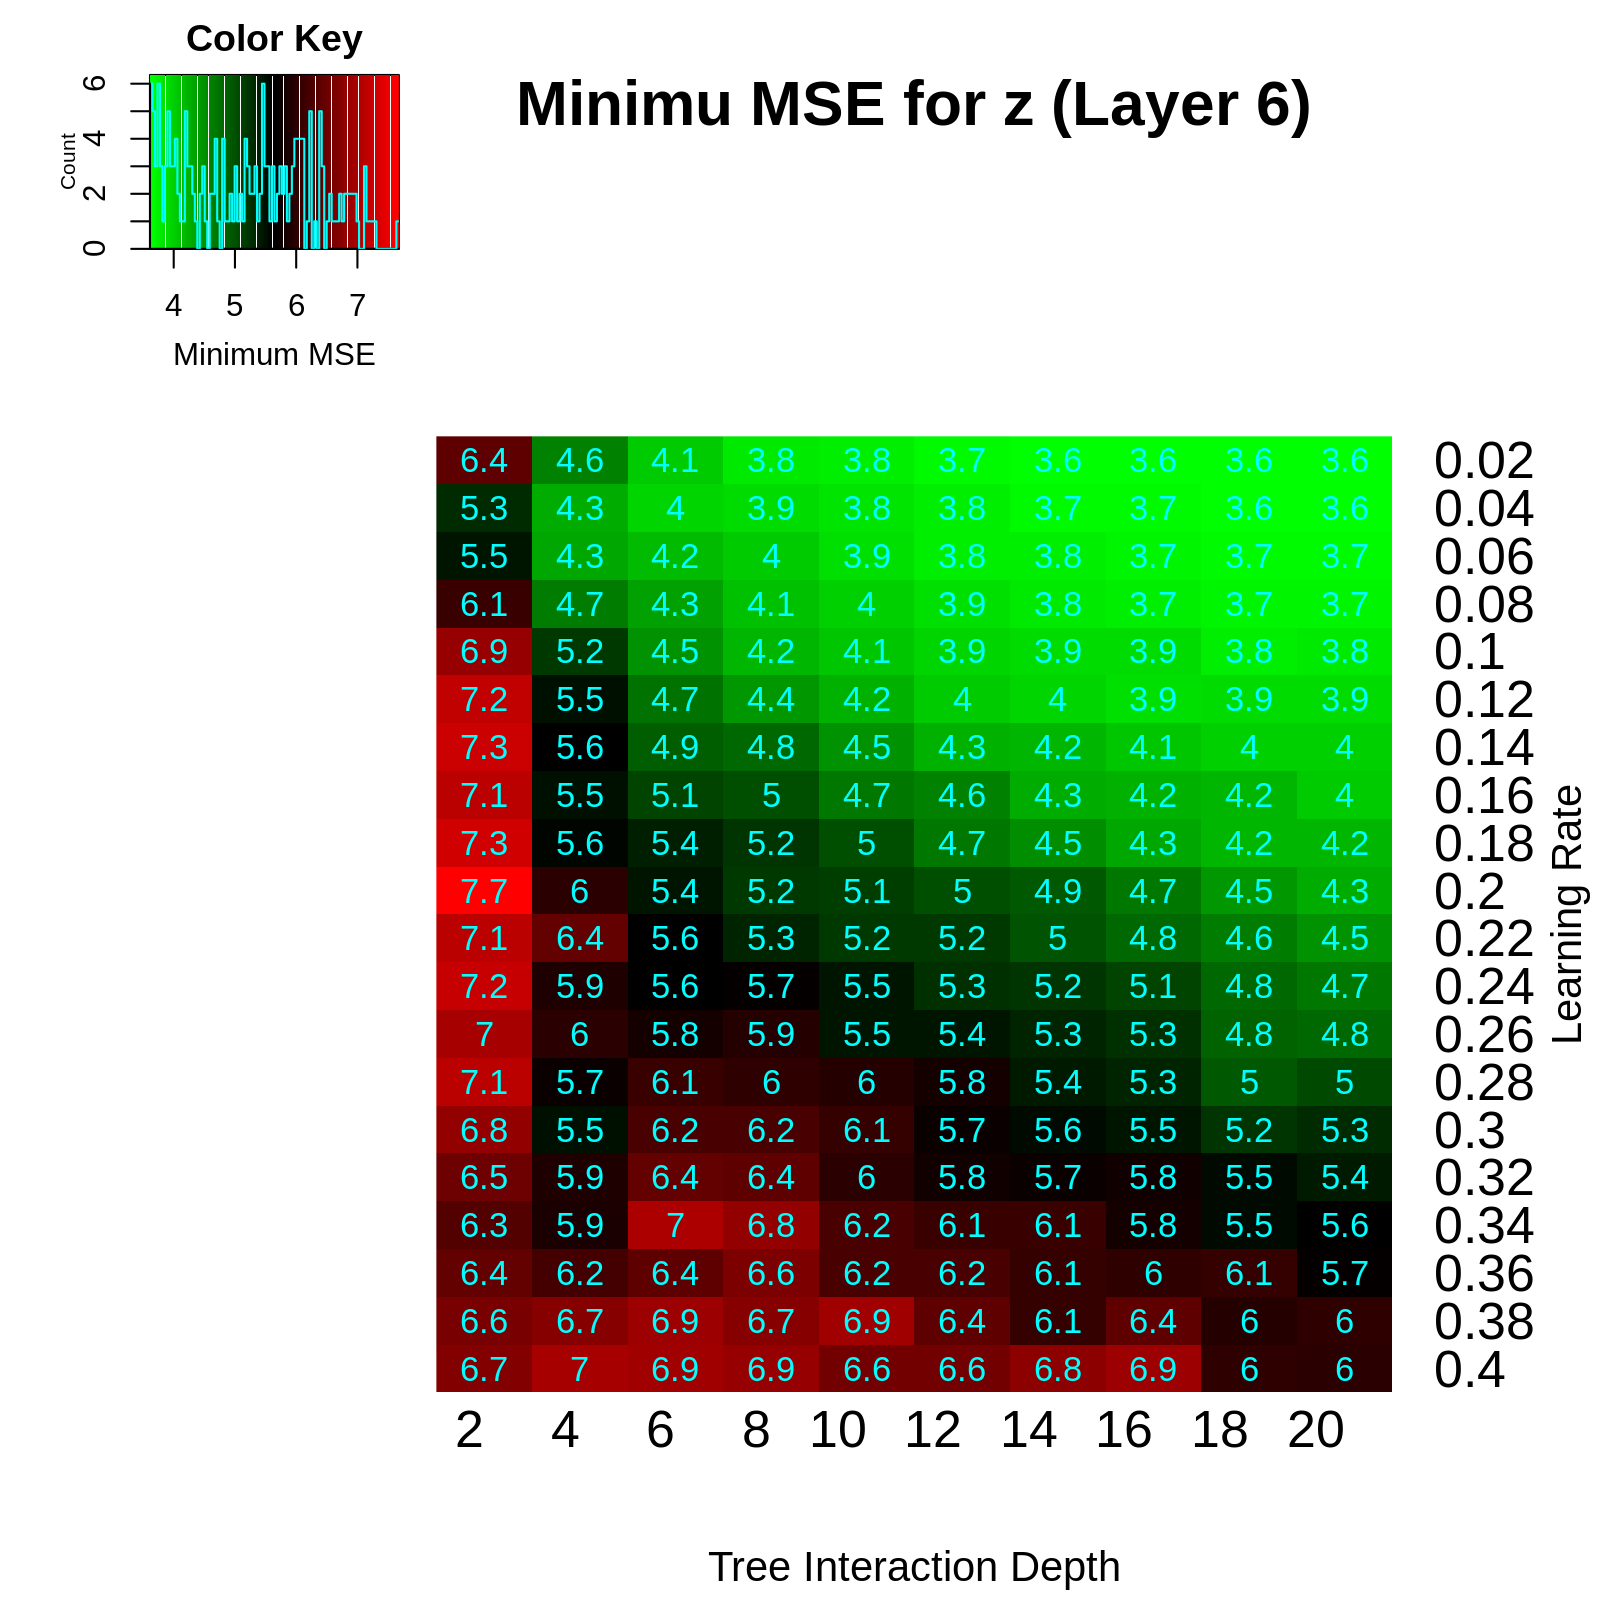 Color Key
6
4
2
0
Count
4 5 6 7
Minimum MSE
Minimu MSE for z (Layer 6)
6.4 4.6 4.1 3.8 3.8 3.7 3.6 3.6 3.6 3.6 0.02
5.3 4.3 4 3.9 3.8 3.8 3.7 3.7 3.6 3.6 0.04
5.5 4.3 4.2 4 3.9 3.8 3.8 3.7 3.7 3.7 0.06
6.1 4.7 4.3 4.1 4 3.9 3.8 3.7 3.7 3.7 0.08
6.9 5.2 4.5 4.2 4.1 3.9 3.9 3.9 3.8 3.8 0.1
7.2 5.5 4.7 4.4 4.2 4 4 3.9 3.9 3.9 0.12
7.3 5.6 4.9 4.8 4.5 4.3 4.2 4.1 4 4 0.14
7.1 5.5 5.1 5 4.7 4.6 4.3 4.2 4.2 4 0.16
7.3 5.6 5.4 5.2 5 4.7 4.5 4.3 4.2 4.2 0.18
7.7 6 5.4 5.2 5.1 5 4.9 4.7 4.5 4.3 0.2
7.1 6.4 5.6 5.3 5.2 5.2 5 4.8 4.6 4.5 0.22
7.2 5.9 5.6 5.7 5.5 5.3 5.2 5.1 4.8 4.7 0.24
7 6 5.8 5.9 5.5 5.4 5.3 5.3 4.8 4.8 0.26
7.1 5.7 6.1 6 6 5.8 5.4 5.3 5 5 0.28
6.8 5.5 6.2 6.2 6.1 5.7 5.6 5.5 5.2 5.3 0.3
6.5 5.9 6.4 6.4 6 5.8 5.7 5.8 5.5 5.4 0.32
6.3 5.9 7 6.8 6.2 6.1 6.1 5.8 5.5 5.6 0.34
6.4 6.2 6.4 6.6 6.2 6.2 6.1 6 6.1 5.7 0.36
6.6 6.7 6.9 6.7 6.9 6.4 6.1 6.4 6 6 0.38
6.7 7 6.9 6.9 6.6 6.6 6.8 6.9 6 6 0.4
Learning Rate
2 4 6 8 10 12 14 16 18 20
Tree Interaction Depth